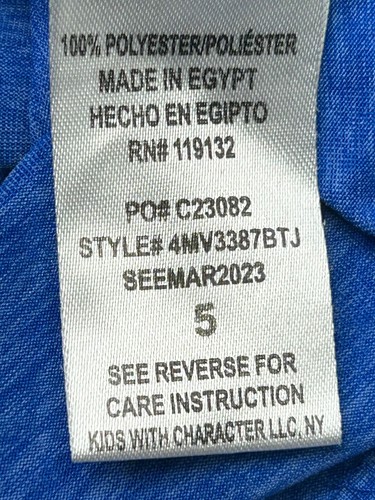 100% POLYESTER/POLIÉSTER
MADE IN EGYPT
HECHO EN EGIPTO
RN# 119132
PO# C23082
STYLE# 4MV3387BTJ
SEEMAR2023
5
SEE REVERSE FOR
CARE INSTRUCTION
KIDS WITH CHARACTER LLC, NY